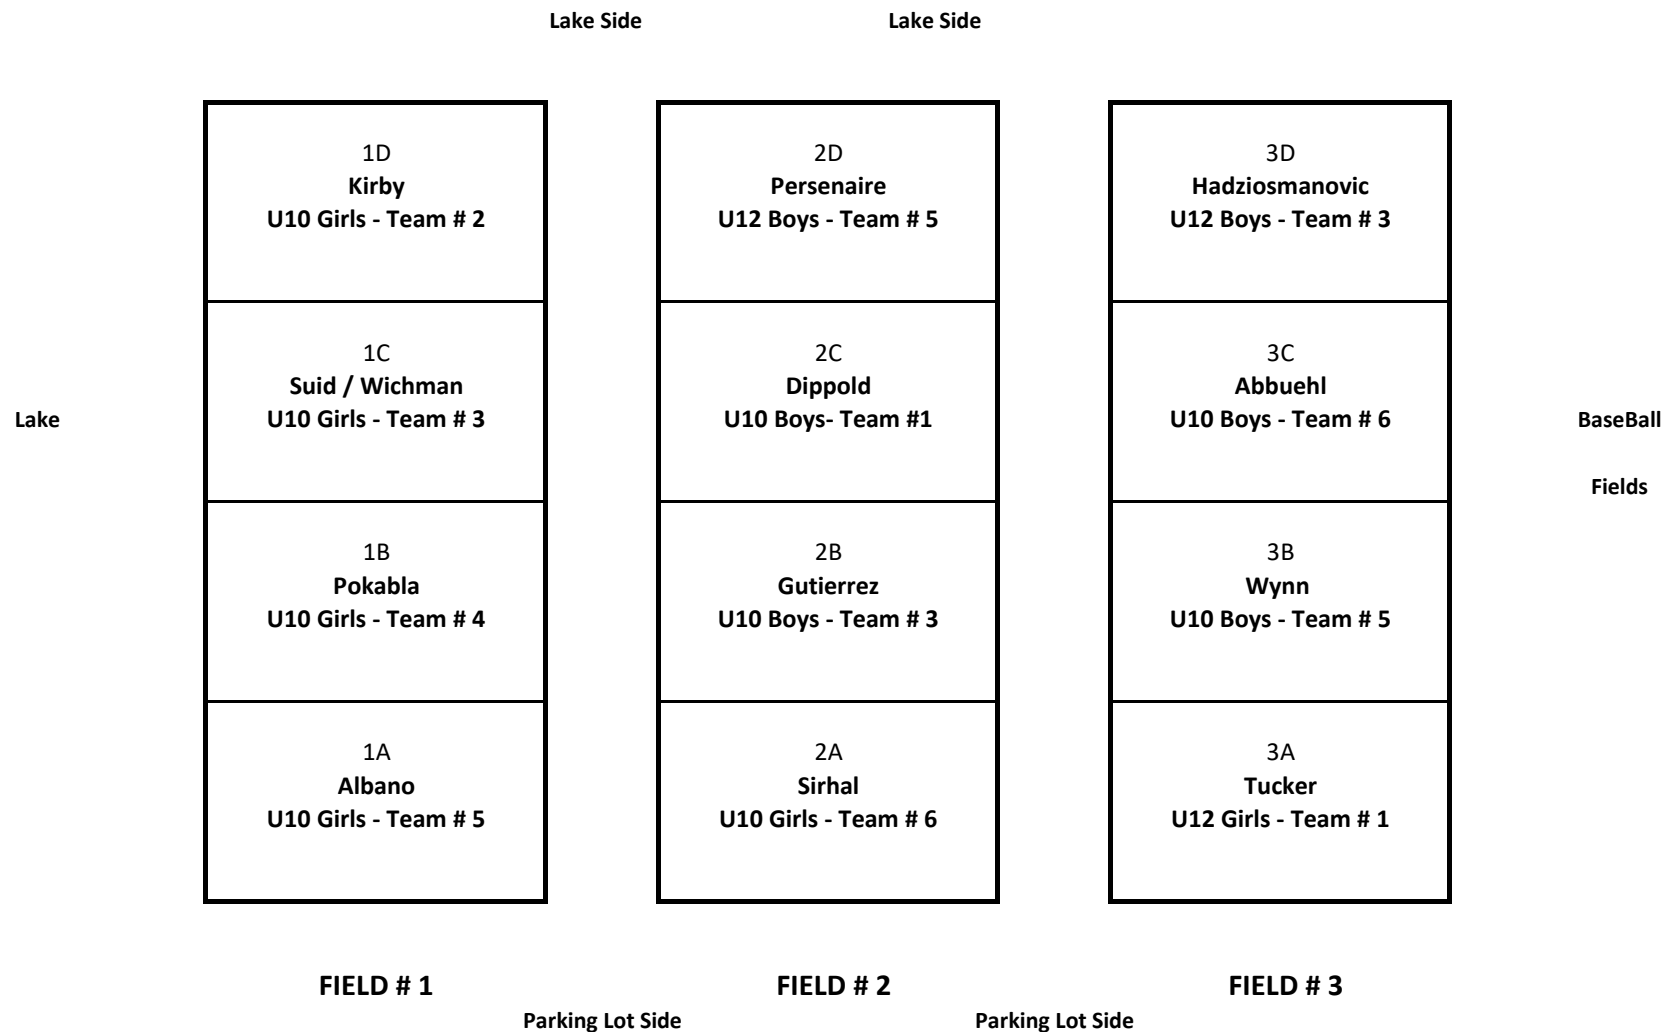 Lake Side
Lake Side
1D
Kirby
U10 Girls - Team # 2
2D
Persenaire
U12 Boys - Team # 5
3D
Hadziosmanovic
U12 Boys - Team # 3
Lake
1C
Suid / Wichman
U10 Girls - Team # 3
2C
Dippold
U10 Boys- Team #1
3C
Abbuehl
U10 Boys - Team # 6
BaseBall
Fields
1B
Pokabla
U10 Girls - Team # 4
2B
Gutierrez
U10 Boys - Team # 3
3B
Wynn
U10 Boys - Team # 5
1A
Albano
U10 Girls - Team # 5
2A
Sirhal
U10 Girls - Team # 6
3A
Tucker
U12 Girls - Team # 1
FIELD # 1
FIELD # 2
FIELD # 3
Parking Lot Side
Parking Lot Side